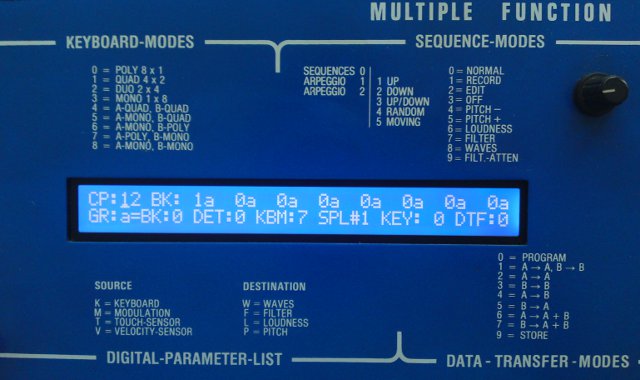 MULTIPLE FUNCTION
KEYBOARD-MODES
0 = POLY 8 x 1
1 = QUAD 4 x 2
2 = DUO 2 x 4
3 = MONO 1 x 8
4 = A-QUAD, B-QUAD
5 = A-MONO, B-QUAD
6 = A-MONO, B-POLY
7 = A-POLY, B-MONO
8 = A-MONO, B-MONO
SEQUENCE-MODES
SEQUENCES 0
ARPEGGIO 1
ARPEGGIO 2
1 UP
2 DOWN
3 UP/DOWN
4 RANDOM
5 MOVING
0 = NORMAL
1 = RECORD
2 = EDIT
3 = OFF
4 = PITCH –
5 = PITCH +
6 = LOUDNESS
7 = FILTER
8 = WAVES
9 = FILT.-ATTEN
CP:12 BK: 1a 0a 0a 0a 0a 0a 0a 0a
GR:a=BK:0 DET:0 KBM:7 SPL#1 KEY: 0 DTF:0
SOURCE
K = KEYBOARD
M = MODULATION
T = TOUCH-SENSOR
V = VELOCITY-SENSOR
DESTINATION
W = WAVES
F = FILTER
L = LOUDNESS
P = PITCH
0 = PROGRAM
1 = A → A, B → B
2 = A → A
3 = B → B
4 = A → B
5 = B → A
6 = A → A + B
7 = B → A + B
9 = STORE
DIGITAL-PARAMETER-LIST
DATA-TRANSFER-MODES